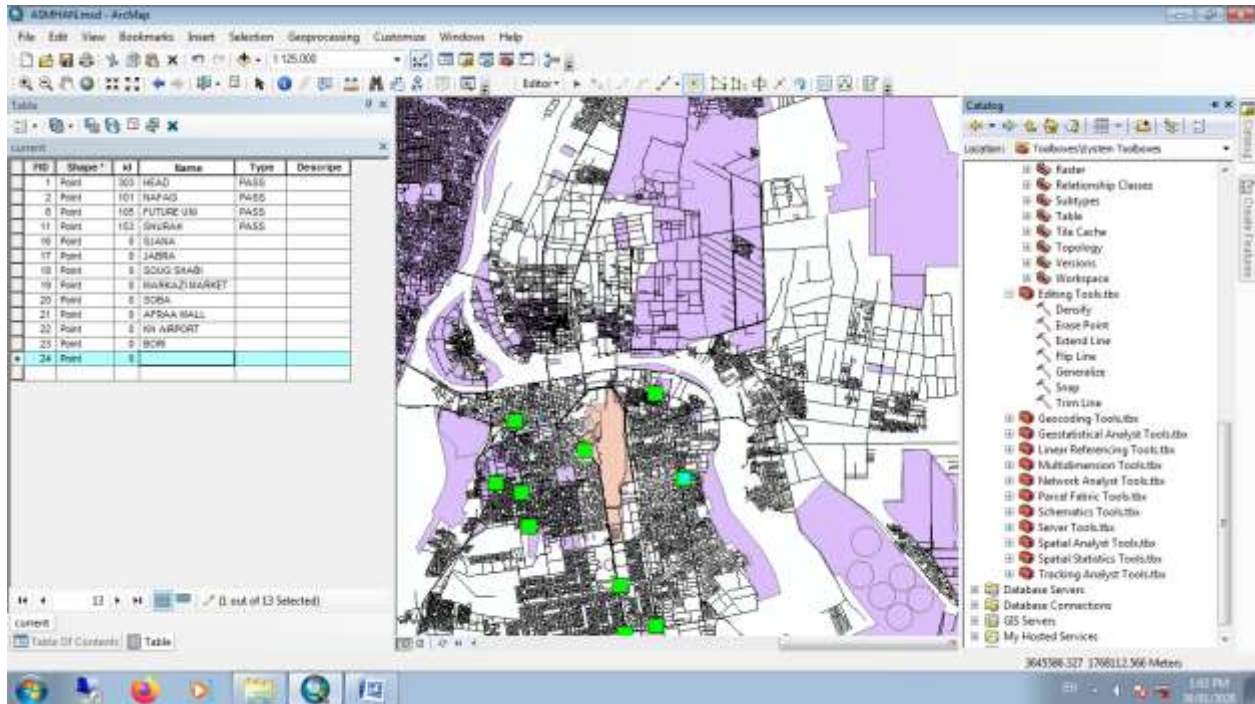 ASMHAN.mxd - ArcMap
File Edit View Bookmarks Insert Selection Geoprocessing Customize Windows Help
1:125,000
Editor
Table
current
FID Shape * id Name Type Descripe
1 Point 303 HEAD PASS
2 Point 101 NAFAG PASS
Point FUTURE UNI PASS
11 Point PASS
16 Point 0
17 Point 0 JABRA
18 Point 0 SOUG SHABI
19 Point 0 MARKAZI MARKET
20 Point 0 SOBA
21 Point 0 AFRAA MALL
22 Point 0 KH AIRPORT
23 Point 0
24 Point 0
13 (1 out of 13 Selected)
current
Table Of Contents Table
Catalog
Location: Toolboxes\System Toolboxes
Raster
Relationship Classes
Subtypes
Table
Tile Cache
Topology
Versions
Workspace
Editing Tools.tbx
Densify
Erase Point
Extend Line
Flip Line
Generalize
Snap
Trim Line
Geocoding Tools.tbx
Geostatistical Analyst Tools.tbx
Linear Referencing Tools.tbx
Multidimension Tools.tbx
Network Analyst Tools.tbx
Parcel Fabric Tools.tbx
Schematics Tools.tbx
Server Tools.tbx
Spatial Analyst Tools.tbx
Spatial Statistics Tools.tbx
Tracking Analyst Tools.tbx
Database Servers
Database Connections
GIS Servers
My Hosted Services
Catalog
Create Features
3645386.327 1768112.566 Meters
EN
PM